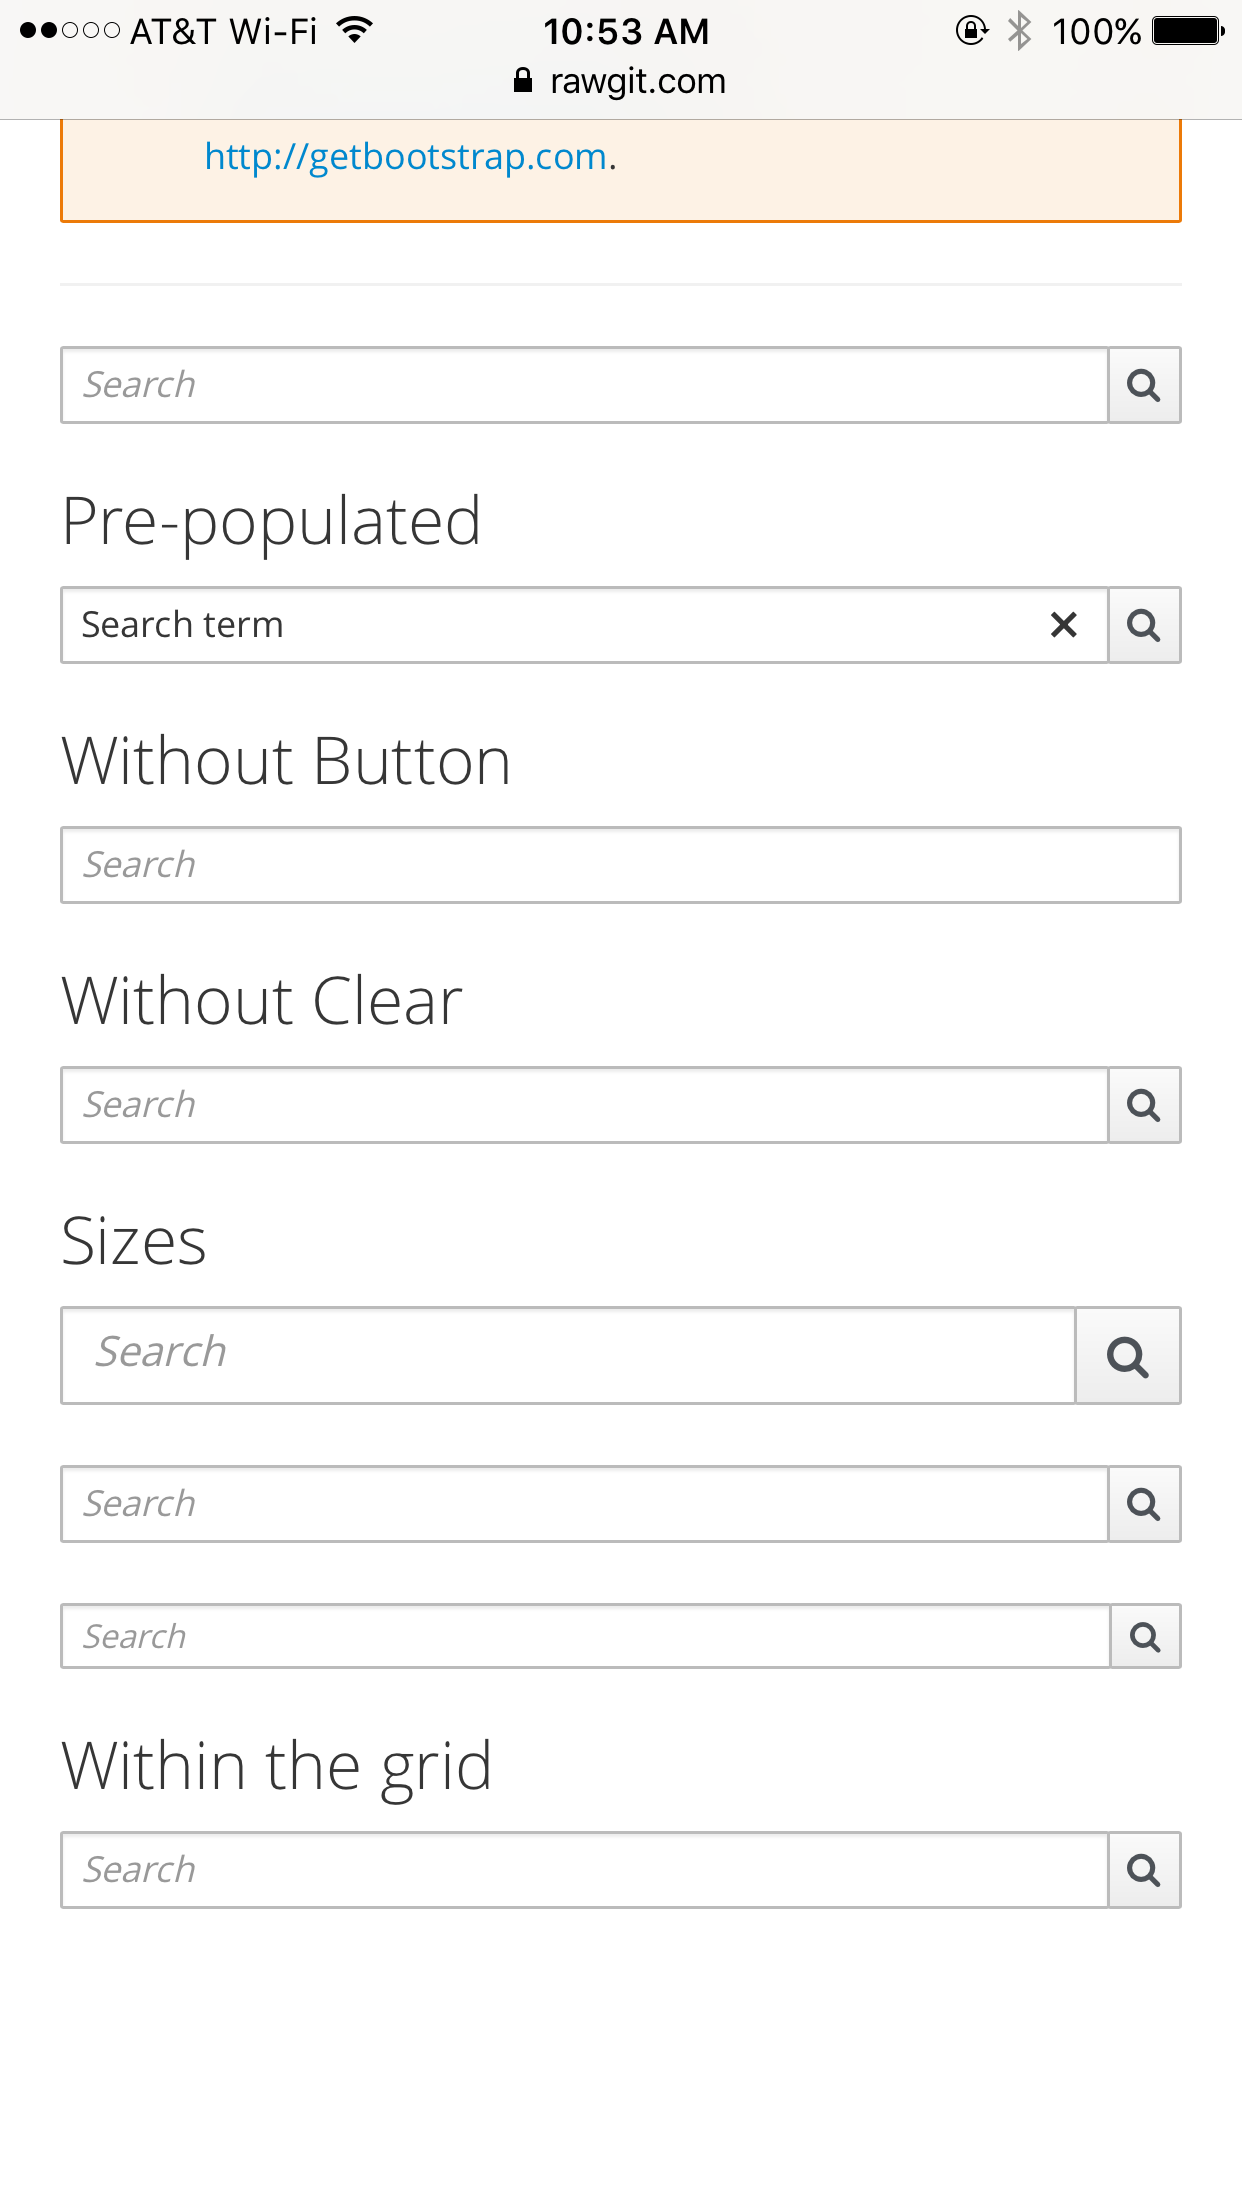 AT&T Wi-Fi 10:53 AM 100%
rawgit.com
http://getbootstrap.com.
Search
Pre-populated
Search term
Without Button
Search
Without Clear
Search
Sizes
Search
Search
Search
Within the grid
Search